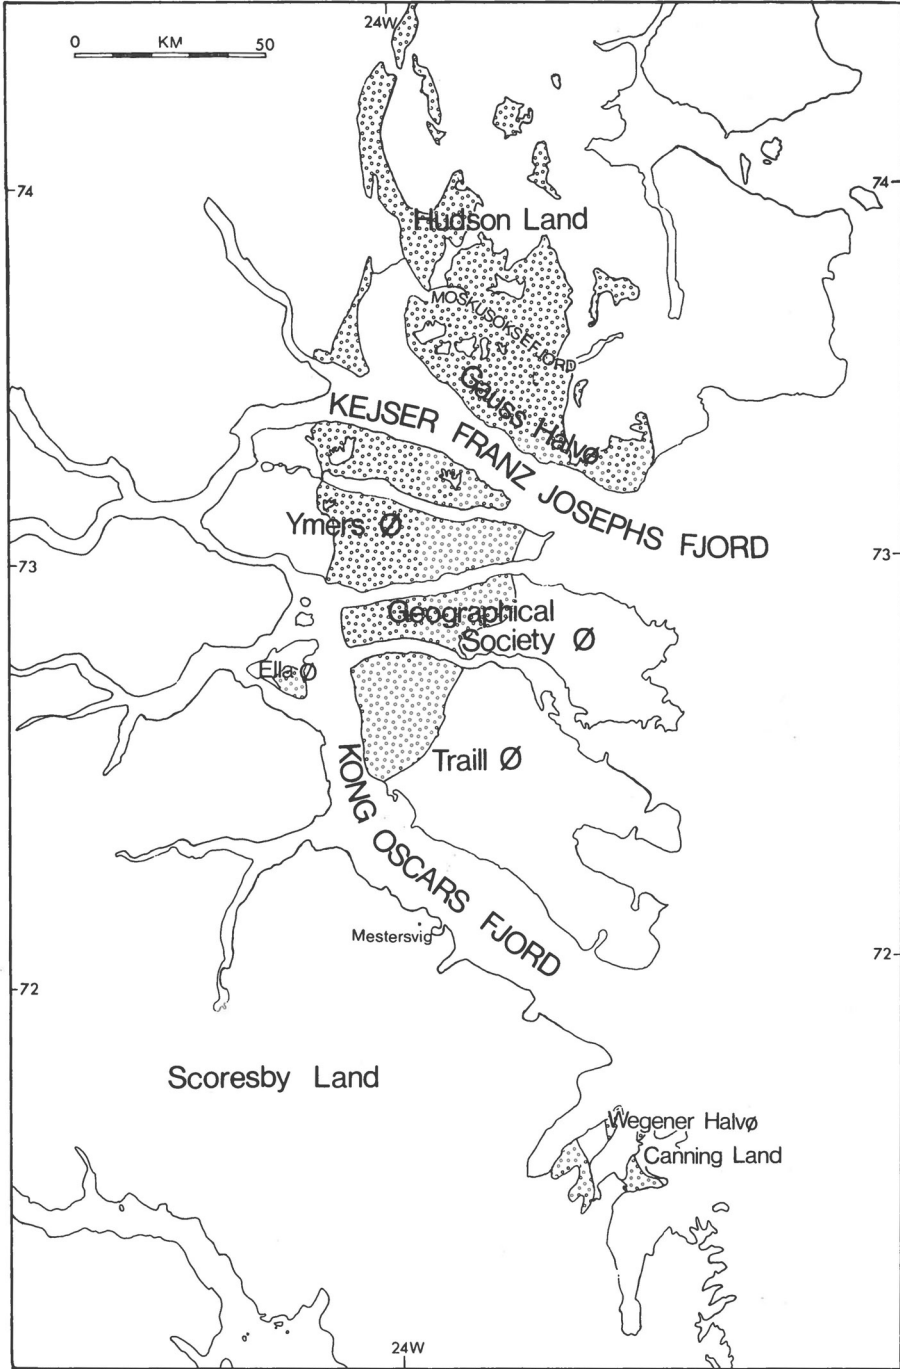 24W
0 KM 50
74
74
Hudson Land
MOSKUSOKSEFJORD
Gauss Halvø
KEJSER FRANZ JOSEPHS FJORD
Ymers Ø
73
73
Geographical
Society Ø
Ella Ø
Traill Ø
KONG OSCARS FJORD
Mestersvig
72
72
Scoresby Land
Wegener Halvø
Canning Land
24W